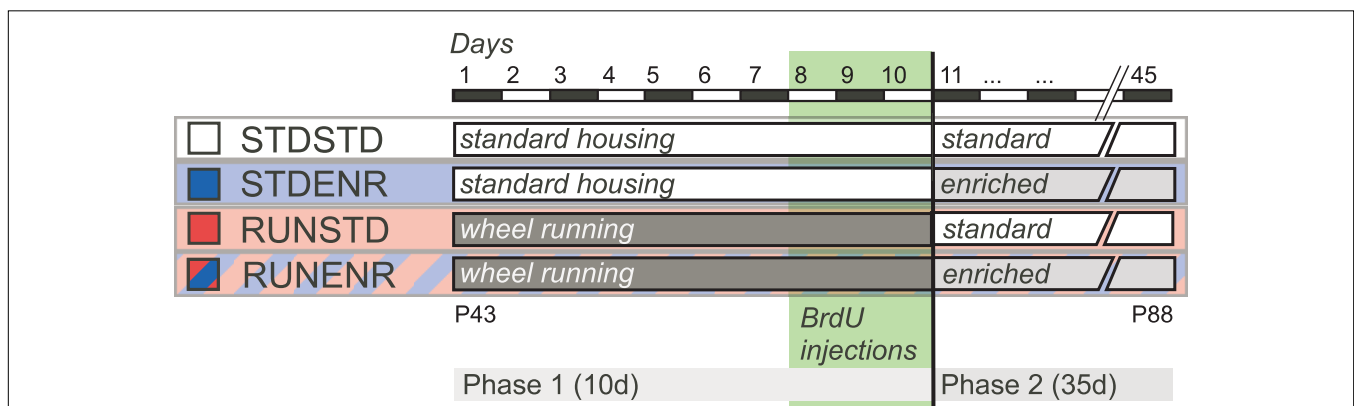 Days
1 2 3 4 5 6 7 8 9 10 11 ... ... 45
STDSTD standard housing standard
STDENR standard housing enriched
RUNSTD wheel running standard
RUNENR wheel running enriched
P43 P88
BrdU
injections
Phase 1 (10d) Phase 2 (35d)